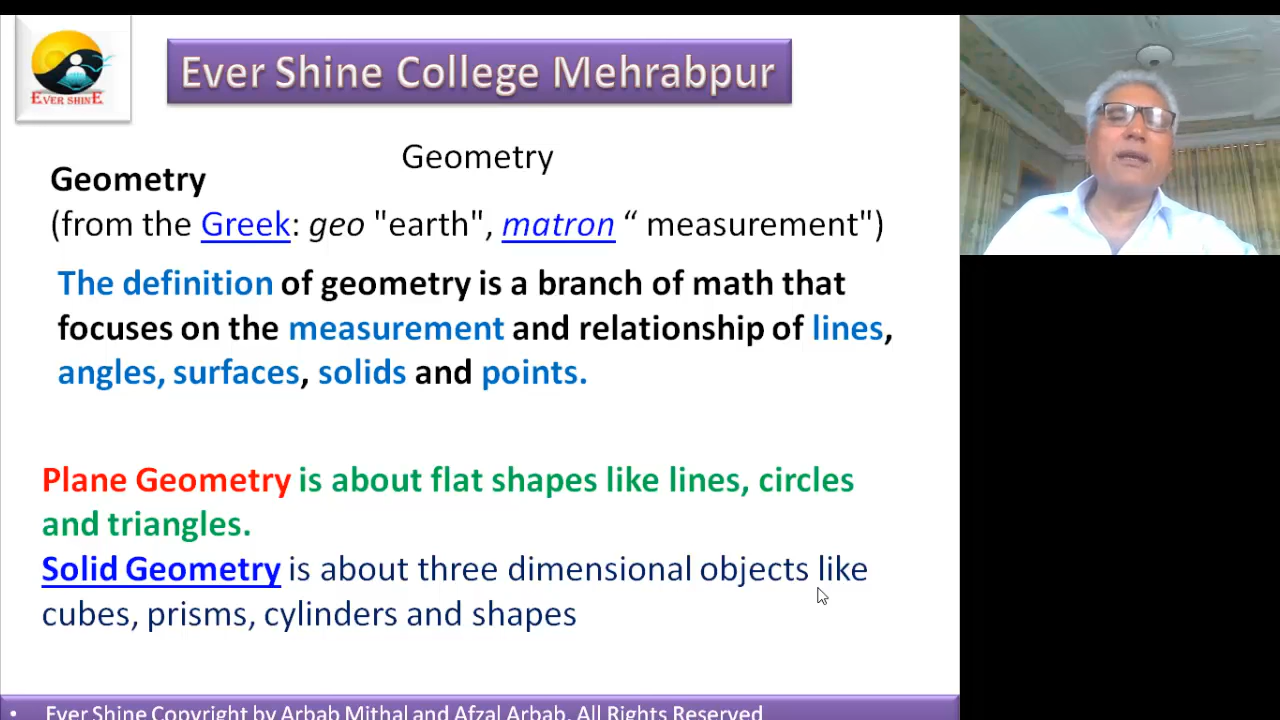 EVER SHINE
Ever Shine College Mehrabpur
Geometry
Geometry
(from the Greek: geo "earth", matron “ measurement")
The definition of geometry is a branch of math that
focuses on the measurement and relationship of lines,
angles, surfaces, solids and points.
Plane Geometry is about flat shapes like lines, circles
and triangles.
Solid Geometry is about three dimensional objects like
cubes, prisms, cylinders and shapes
• Ever Shine Copyright by Arbab Mithal and Afzal Arbab. All Rights Reserved